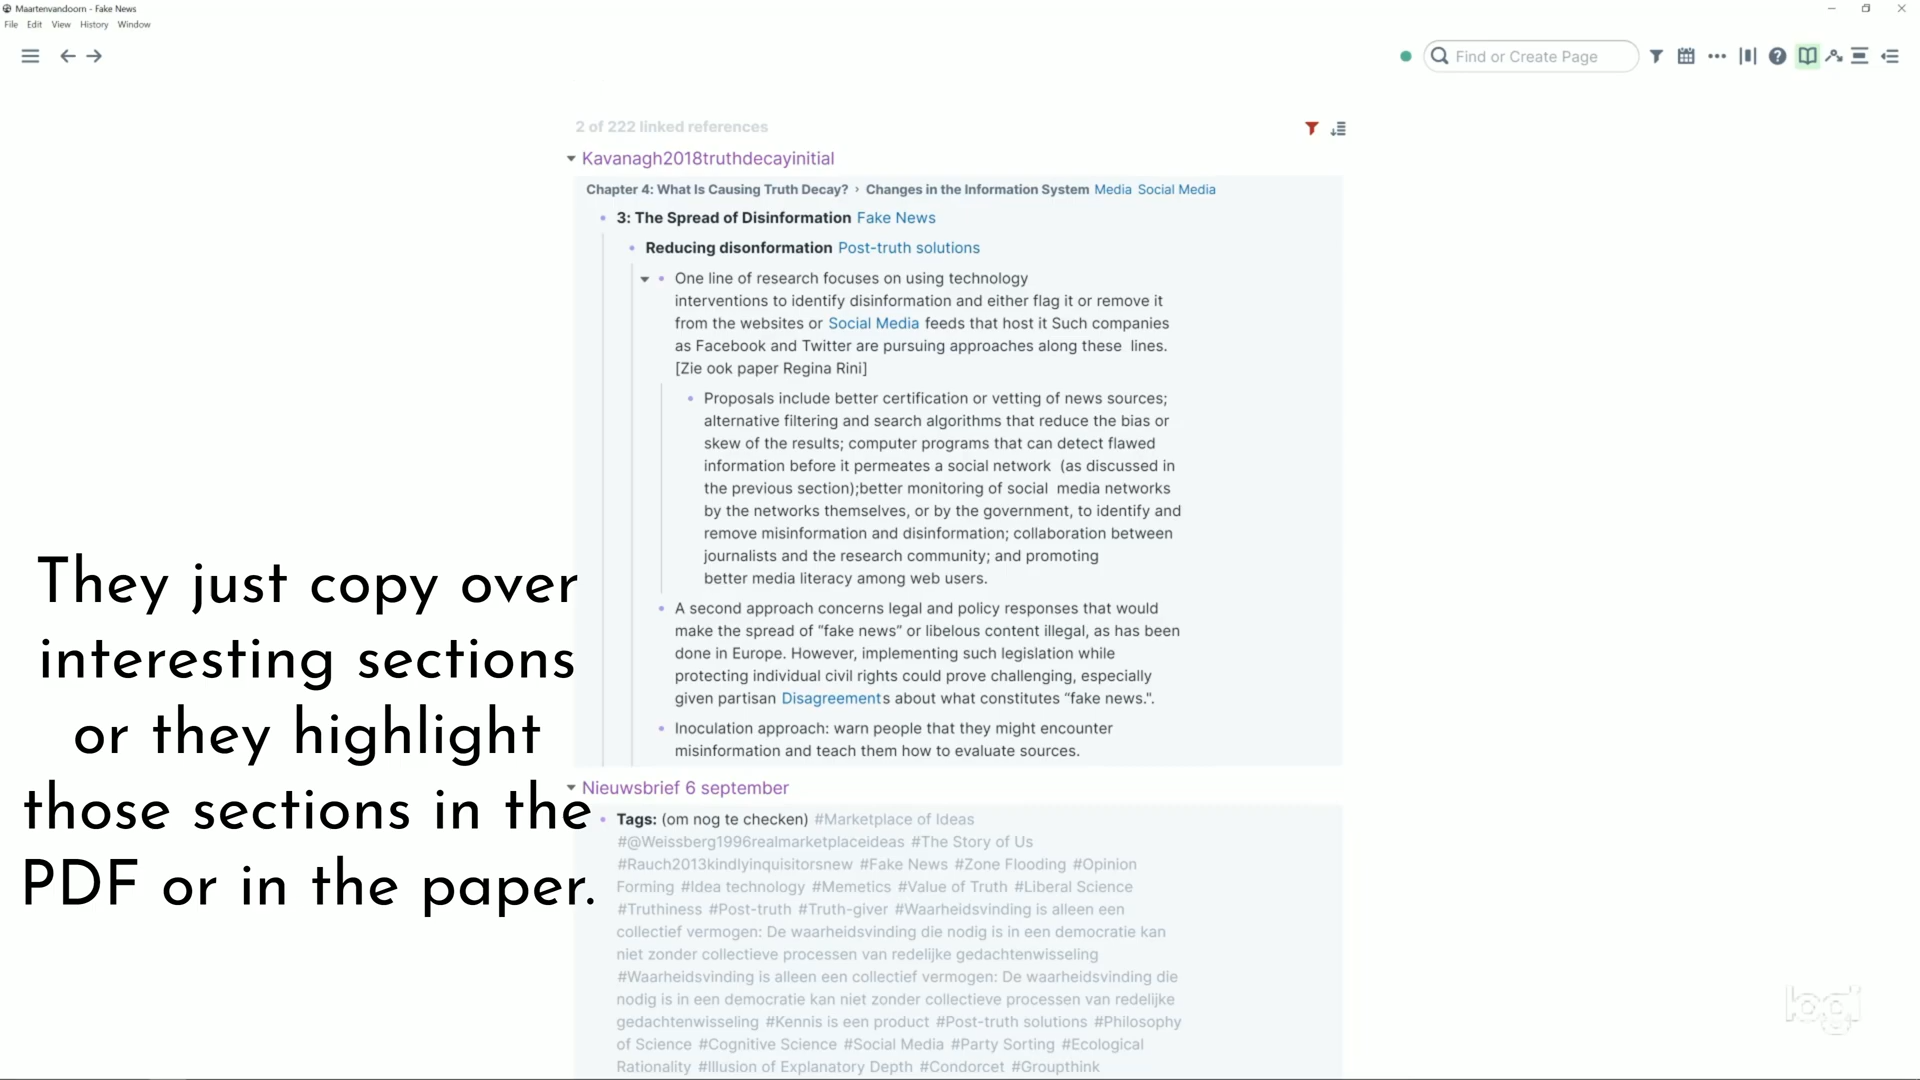 Maartenvandoorn - Fake News
File Edit View History Window
Find or Create Page
2 of 222 linked references
Kavanagh2018truthdecayinitial
Chapter 4: What Is Causing Truth Decay? › Changes in the Information System Media Social Media
3: The Spread of Disinformation Fake News
Reducing disonformation Post-truth solutions
One line of research focuses on using technology
interventions to identify disinformation and either flag it or remove it
from the websites or Social Media feeds that host it Such companies
as Facebook and Twitter are pursuing approaches along these lines.
[Zie ook paper Regina Rini]
Proposals include better certification or vetting of news sources;
alternative filtering and search algorithms that reduce the bias or
skew of the results; computer programs that can detect flawed
information before it permeates a social network (as discussed in
the previous section);better monitoring of social media networks
by the networks themselves, or by the government, to identify and
remove misinformation and disinformation; collaboration between
journalists and the research community; and promoting
better media literacy among web users.
A second approach concerns legal and policy responses that would
make the spread of “fake news” or libelous content illegal, as has been
done in Europe. However, implementing such legislation while
protecting individual civil rights could prove challenging, especially
given partisan Disagreements about what constitutes “fake news.".
Inoculation approach: warn people that they might encounter
misinformation and teach them how to evaluate sources.
Nieuwsbrief 6 september
Tags: (om nog te checken) #Marketplace of Ideas
#@Weissberg1996realmarketplaceideas #The Story of Us
#Rauch2013kindlyinquisitorsnew #Fake News #Zone Flooding #Opinion
Forming #Idea technology #Memetics #Value of Truth #Liberal Science
#Truthiness #Post-truth #Truth-giver #Waarheidsvinding is alleen een
collectief vermogen: De waarheidsvinding die nodig is in een democratie kan
niet zonder collectieve processen van redelijke gedachtenwisseling
#Waarheidsvinding is alleen een collectief vermogen: De waarheidsvinding die
nodig is in een democratie kan niet zonder collectieve processen van redelijke
gedachtenwisseling #Kennis is een product #Post-truth solutions #Philosophy
of Science #Cognitive Science #Social Media #Party Sorting #Ecological
Rationality #Illusion of Explanatory Depth #Condorcet #Groupthink
They just copy over
interesting sections
or they highlight
those sections in the
PDF or in the paper.
logi